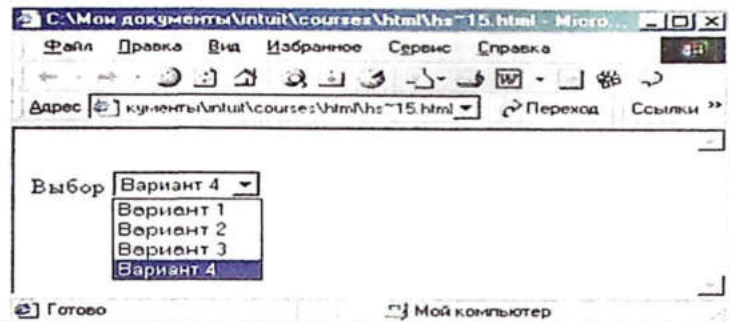 C:\Мои документы\intuit\courses\html\hs~15.html - Micro...
Файл Правка Вид Избранное Сервис Справка
Адрес кументы\intuit\courses\html\hs~15.html Переход Ссылки »
Выбор Вариант 4
Вариант 1
Вариант 2
Вариант 3
Вариант 4
Готово Мой компьютер